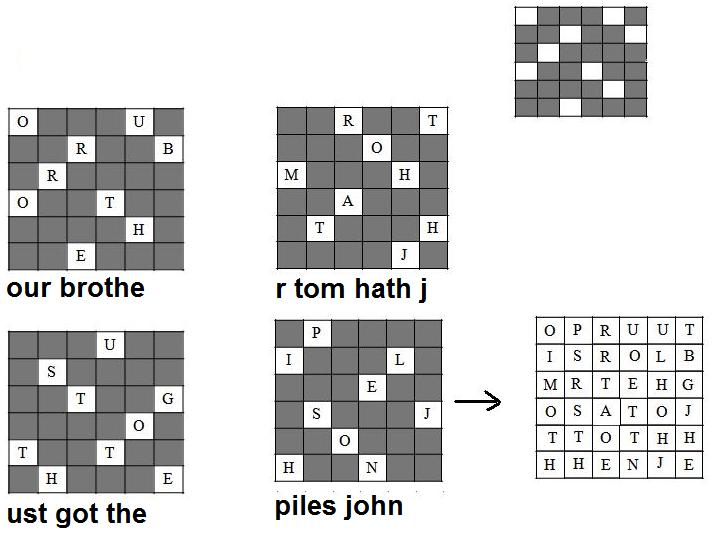 O U
R B
R
O T
H
E
our brothe
R T
O
M H
A
T H
J
r tom hath j
U
S
T G
O
T T
H E
ust got the
P
I L
E
S J
O
H N
piles john
O P R U U T
I S R O L B
M R T E H G
O S A T O J
T T O T H H
H H E N J E